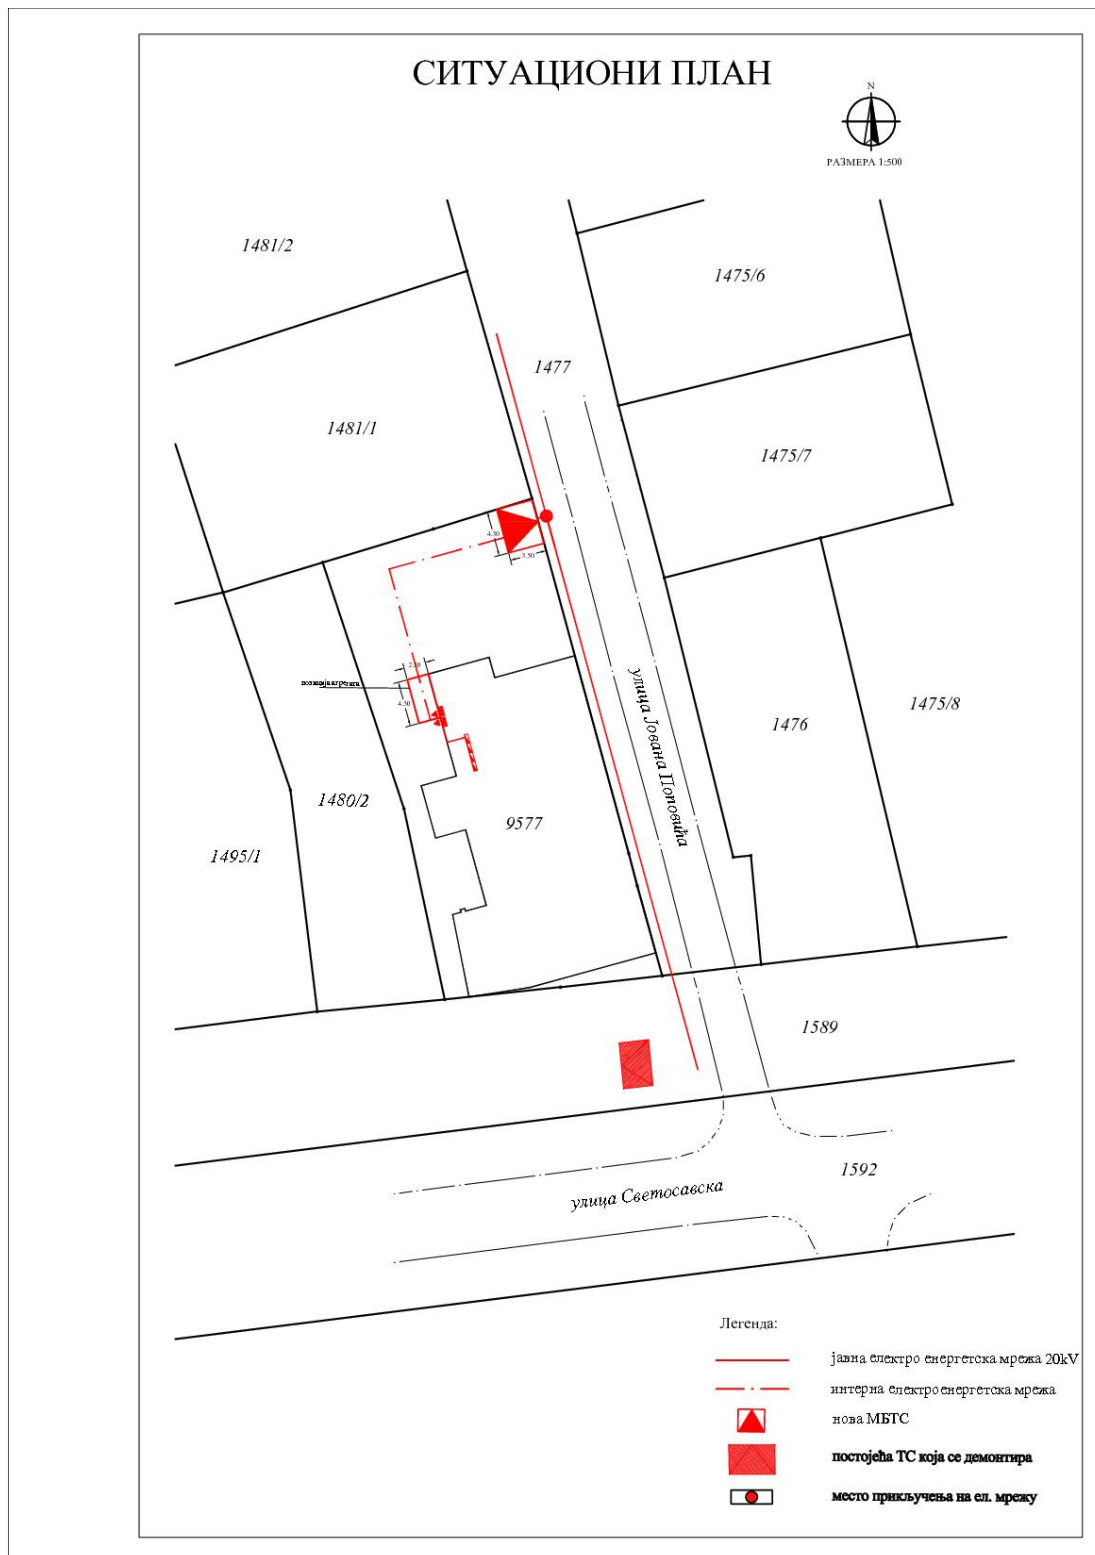 СИТУАЦИОНИ ПЛАН
N
РАЗМЕРА 1:500
1481/2
1475/6
1477
1481/1
1475/7
4.30
3.50
2.20
позиција агрегата
4.30
улица Јована Поповића
1475/8
1476
1480/2
9577
1495/1
1589
1592
улица Светосавска
Легенда:
јавна електро енергетска мрежа 20kV
интерна електроенергетска мрежа
нова МБТС
постојећа ТС која се демонтира
место прикључења на ел. мрежу